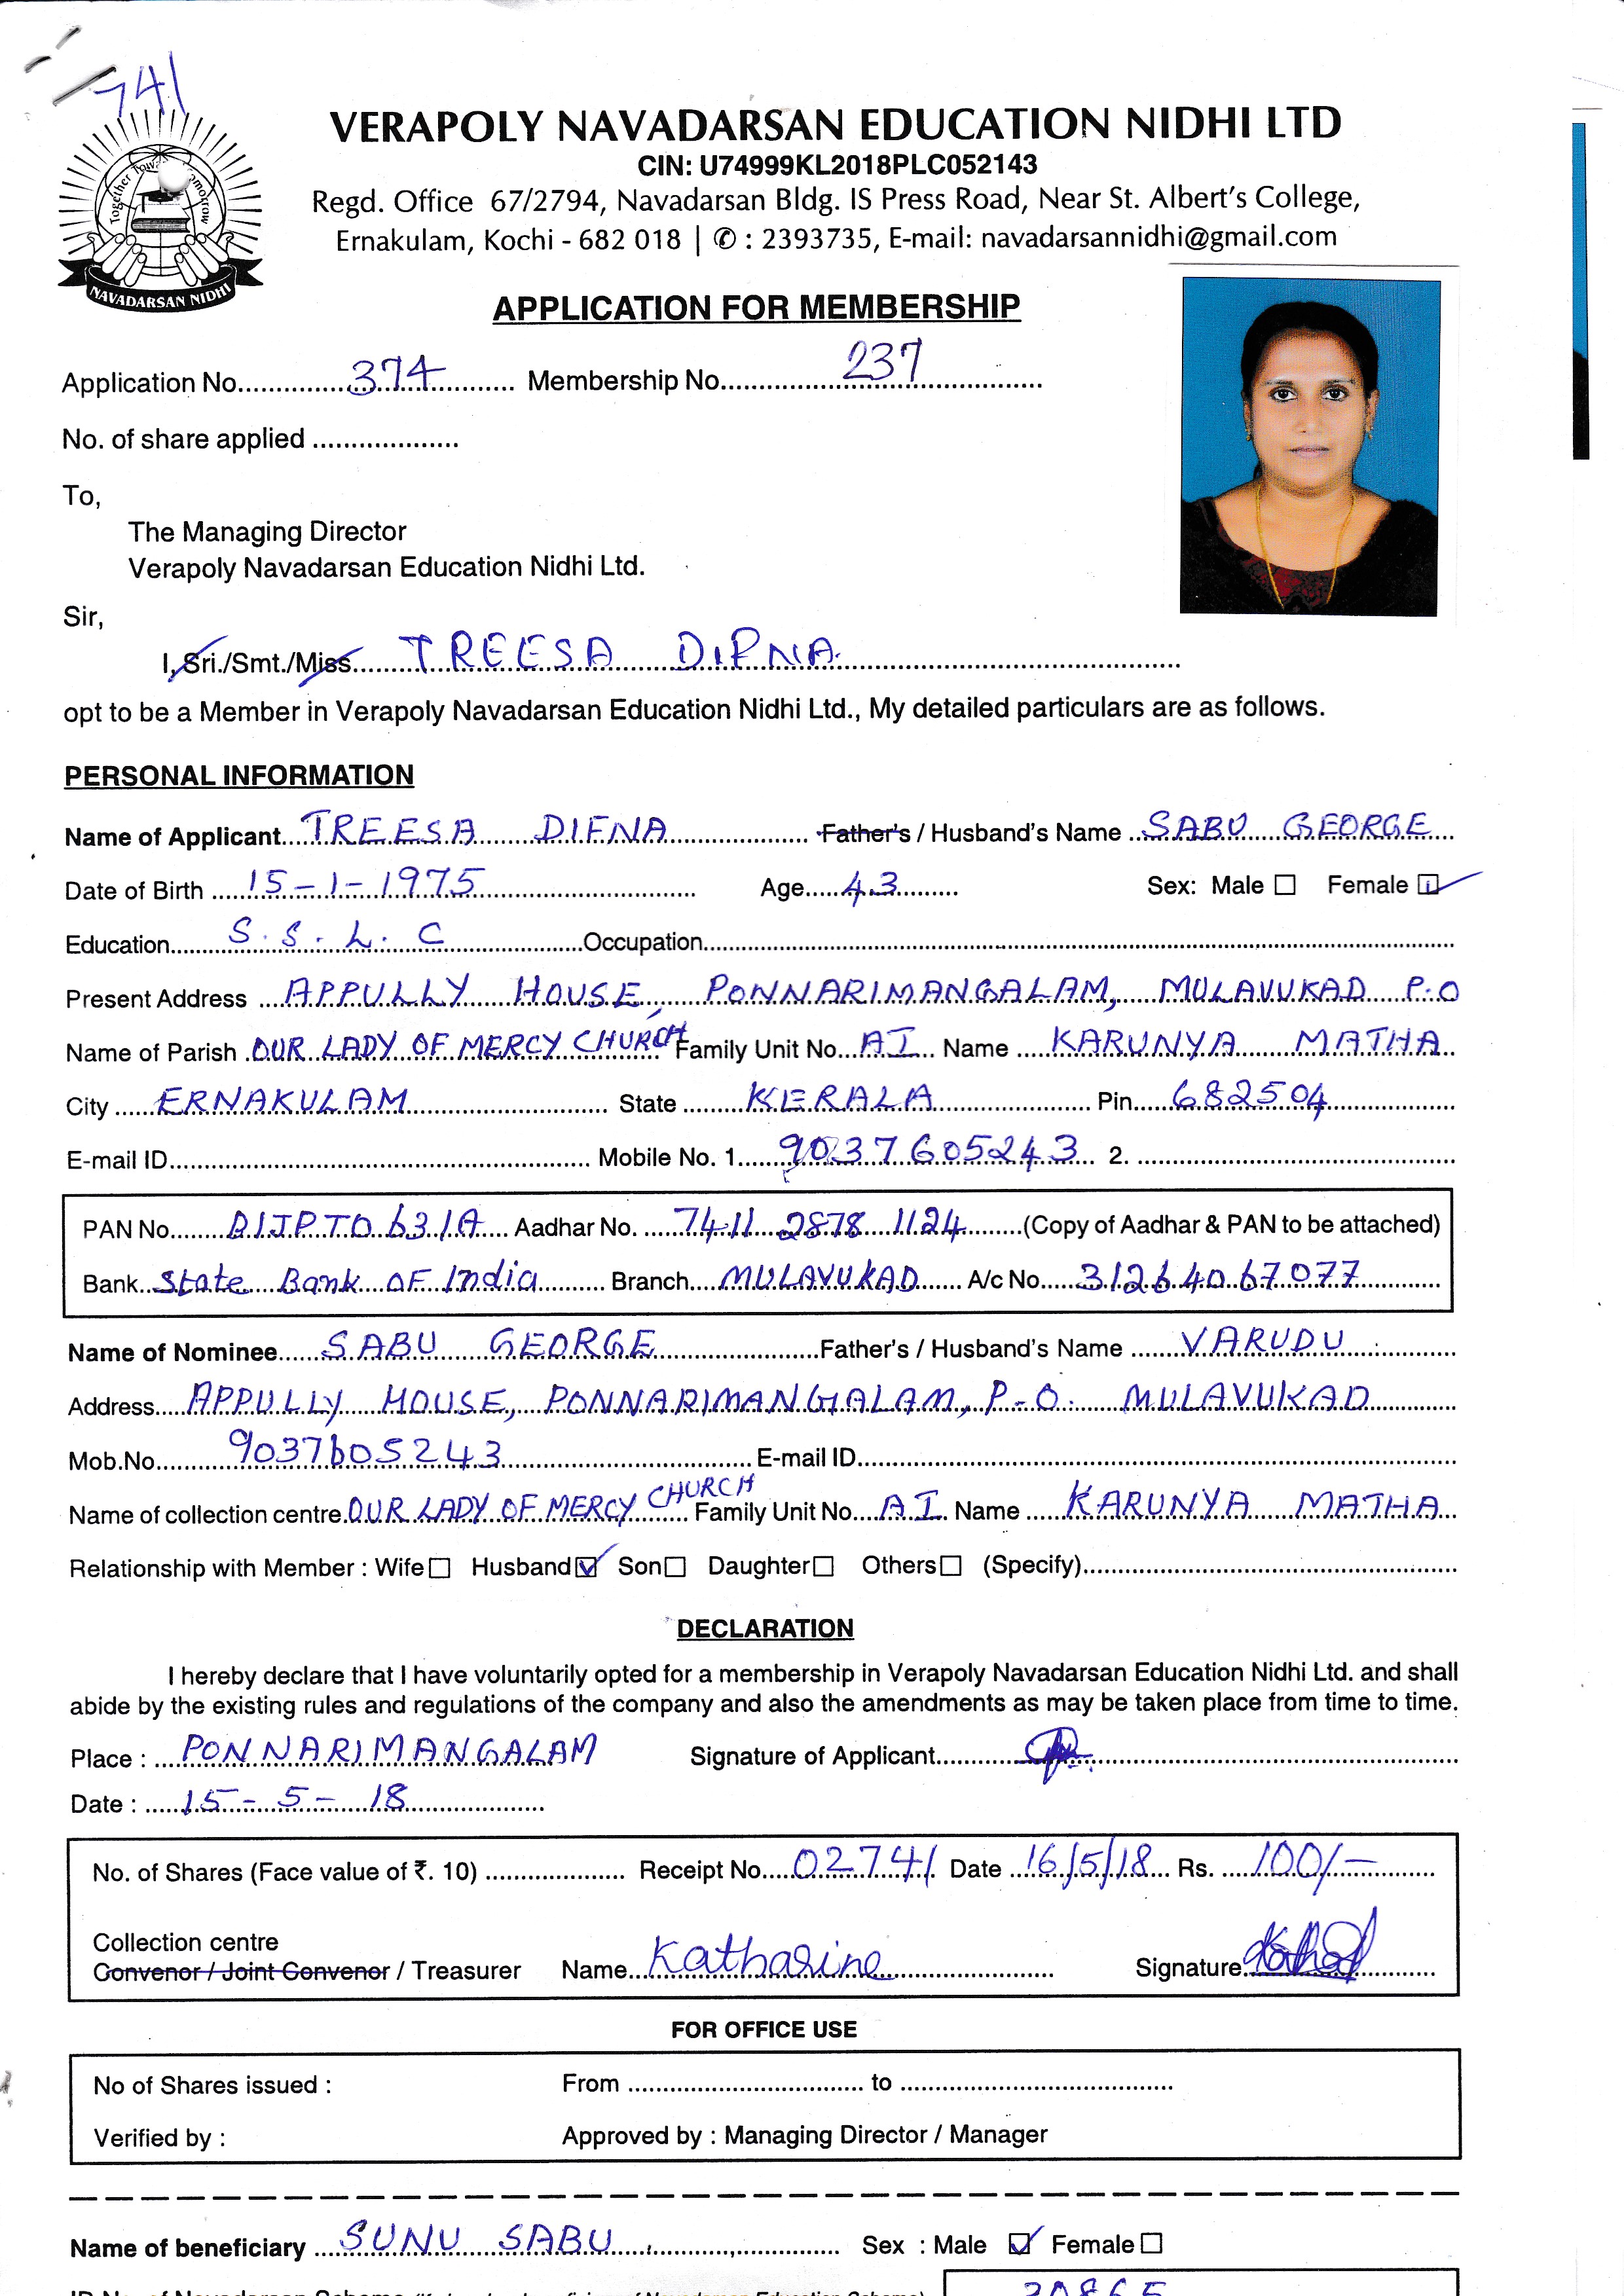 741
Together Towards Tomorrow
NAVADARSAN NIDHI
VERAPOLY NAVADARSAN EDUCATION NIDHI LTD
CIN: U74999KL2018PLC052143
Regd. Office 67/2794, Navadarsan Bldg. IS Press Road, Near St. Albert's College,
Ernakulam, Kochi - 682 018 | ✆ : 2393735, E-mail: navadarsannidhi@gmail.com
APPLICATION FOR MEMBERSHIP
Application No. 374 Membership No. 237
No. of share applied ...................
To,
The Managing Director
Verapoly Navadarsan Education Nidhi Ltd.
Sir,
I, Sri./Smt./Miss. TREESA DIFNA
opt to be a Member in Verapoly Navadarsan Education Nidhi Ltd., My detailed particulars are as follows.
PERSONAL INFORMATION
Name of Applicant TREESA DIFNA Father's / Husband's Name SABU GEORGE
Date of Birth 15-1-1975 Age 43 Sex: Male ☐ Female ☑
Education S.S.L.C Occupation
Present Address APPULLY HOUSE, PONNARIMANGALAM, MULAVUKAD P.O
Name of Parish OUR LADY OF MERCY CHURCH Family Unit No. AI Name KARUNYA MATHA
City ERNAKULAM State KERALA Pin 682504
E-mail ID Mobile No. 1 9037605243 2.
PAN No. Aadhar No. 7411 2878 1124 (Copy of Aadhar & PAN to be attached)
Bank State Bank OF India Branch MULAVUKAD A/c No. 31264067077
Name of Nominee SABU GEORGE Father's / Husband's Name VARUDU
Address APPULLY HOUSE, PONNARIMANGALAM, P-O. MULAVUKAD
Mob.No. 9037605243 E-mail ID
Name of collection centre OUR LADY OF MERCY CHURCH Family Unit No. AI Name KARUNYA MATHA
Relationship with Member : Wife ☐ Husband ☑ Son ☐ Daughter ☐ Others ☐ (Specify)
DECLARATION
I hereby declare that I have voluntarily opted for a membership in Verapoly Navadarsan Education Nidhi Ltd. and shall
abide by the existing rules and regulations of the company and also the amendments as may be taken place from time to time.
Place : PONNARIMANGALAM Signature of Applicant
Date : 15-5-18
No. of Shares (Face value of ₹. 10) Receipt No. 02741 Date 16/5/18 Rs. 100/-
Collection centre
Convenor / Joint Convenor / Treasurer Name Katharine Signature
FOR OFFICE USE
No of Shares issued : From to
Verified by : Approved by : Managing Director / Manager
Name of beneficiary SUNU SABU Sex : Male ☑ Female ☐